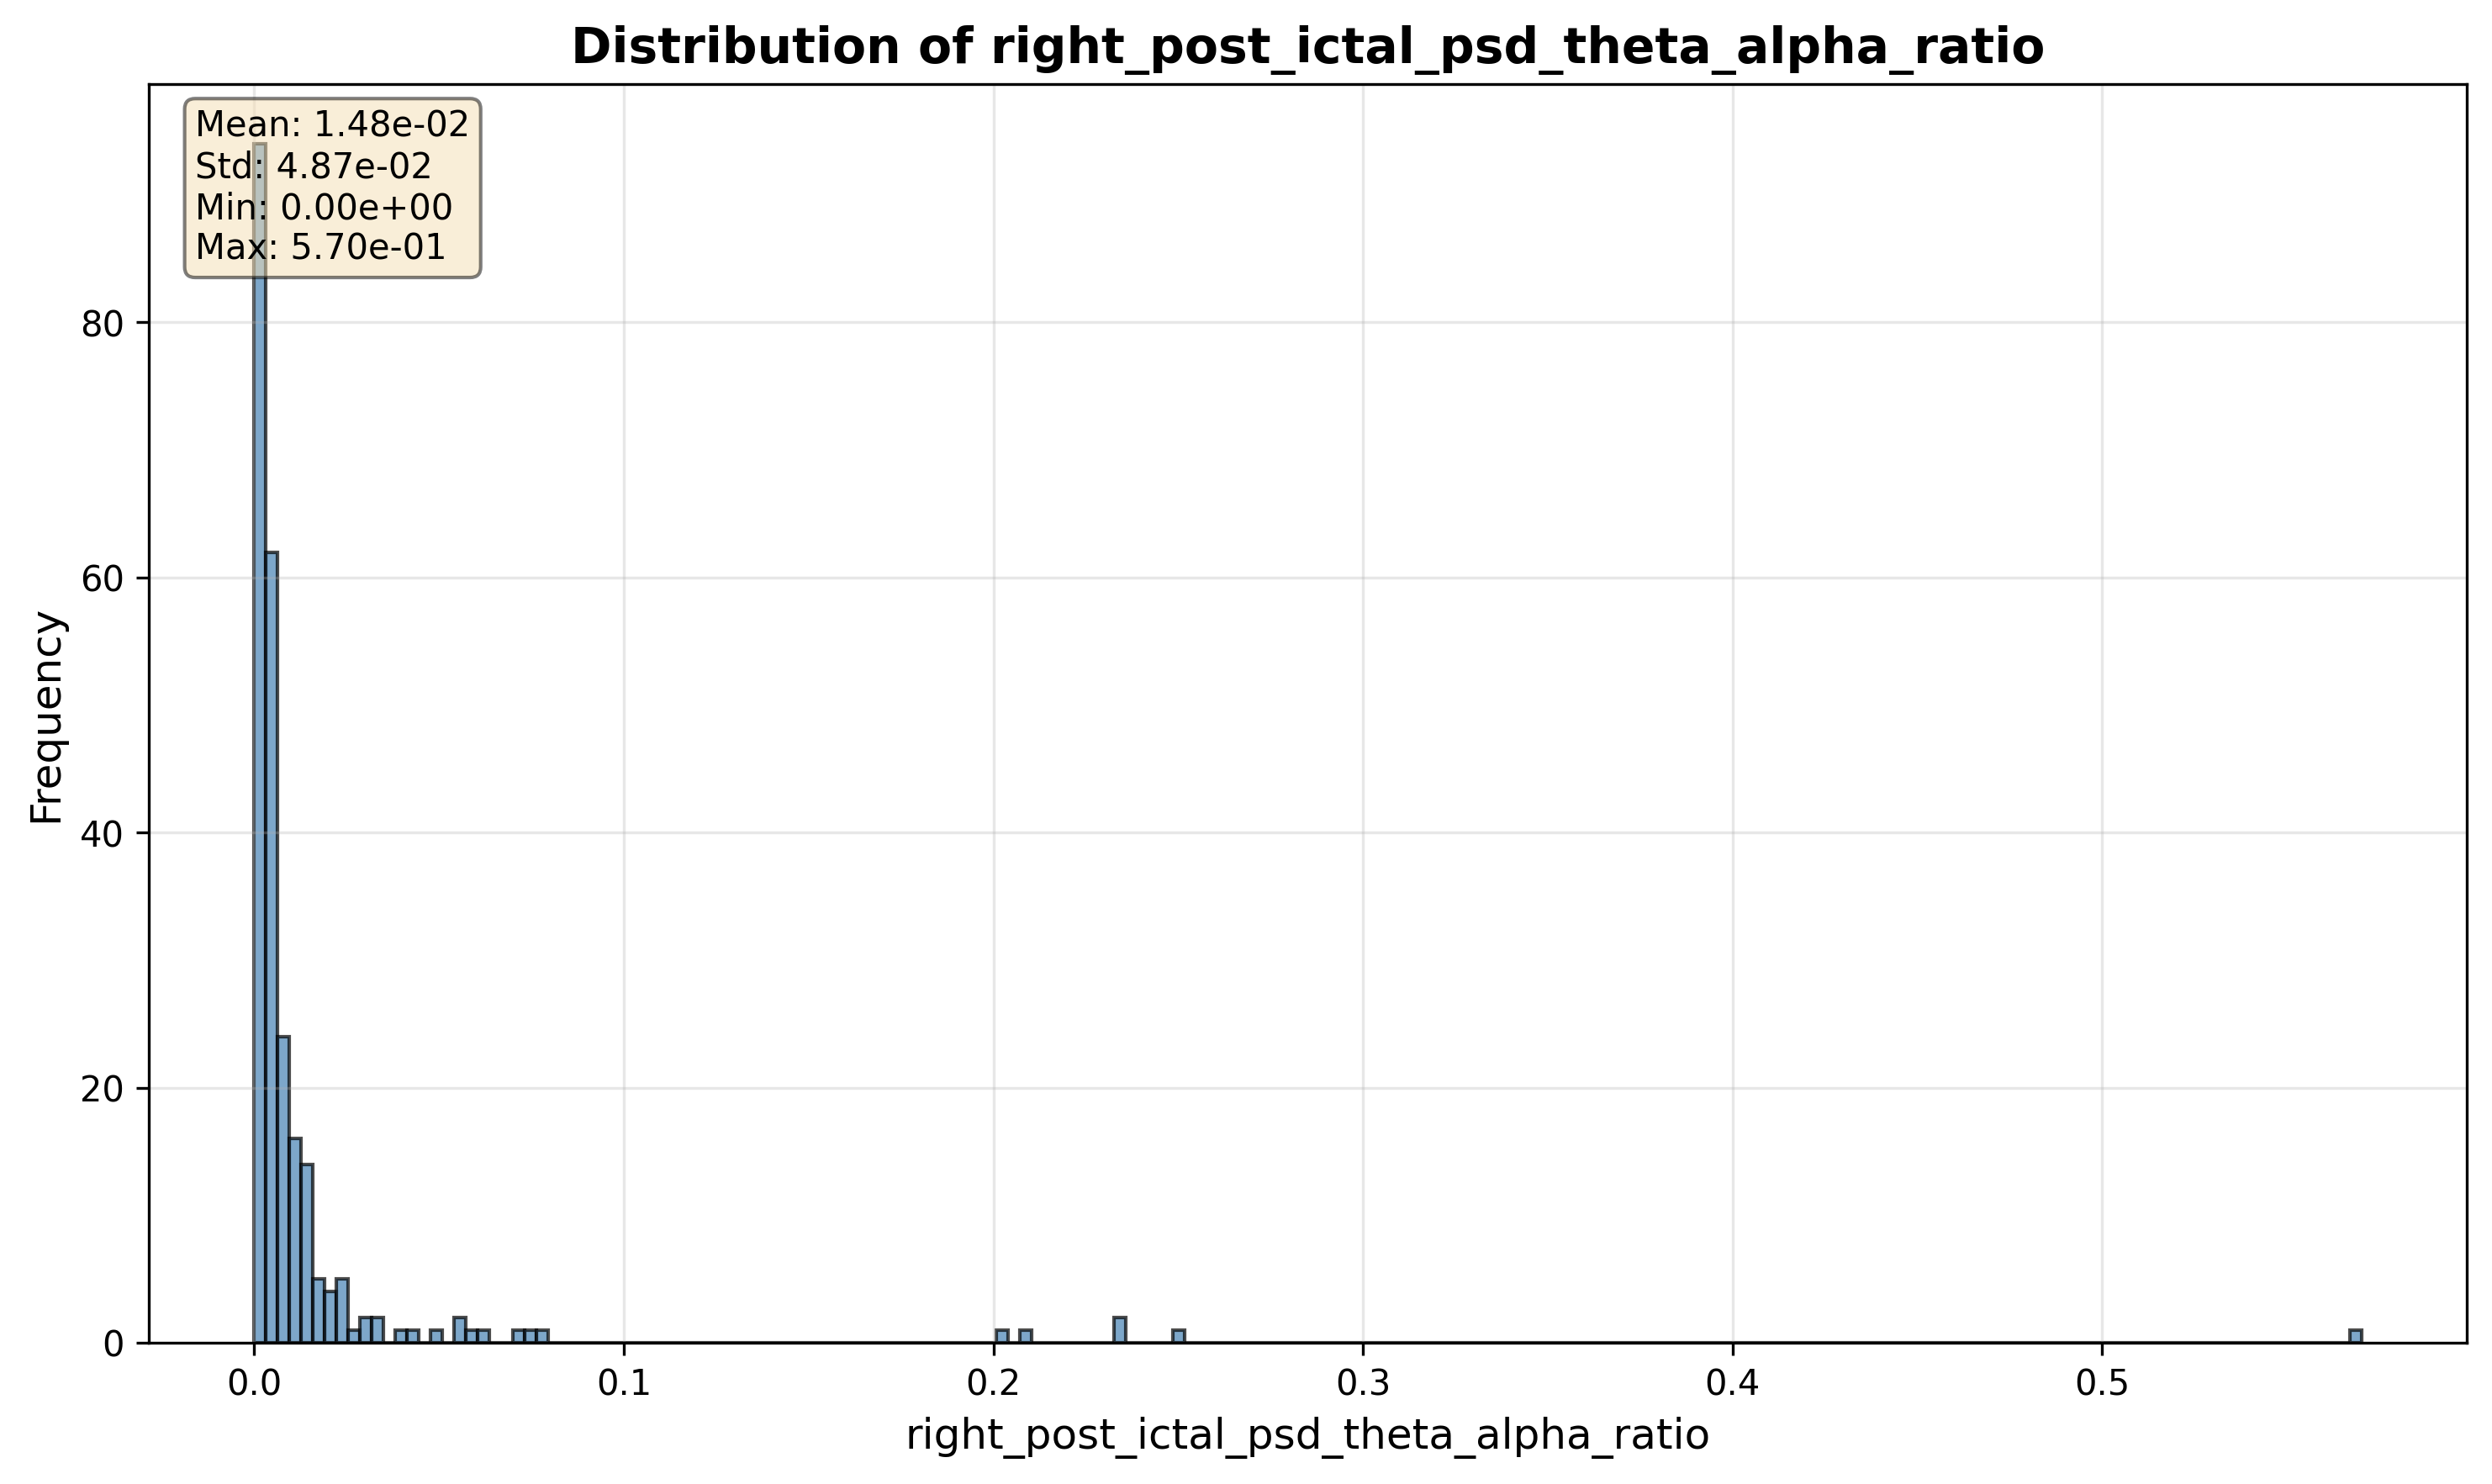 Distribution of right_post_ictal_psd_theta_alpha_ratio
Mean: 1.48e-02
Std: 4.87e-02
Min: 0.00e+00
Max: 5.70e-01
80
60
40
20
0
Frequency
0.0 0.1 0.2 0.3 0.4 0.5
right_post_ictal_psd_theta_alpha_ratio